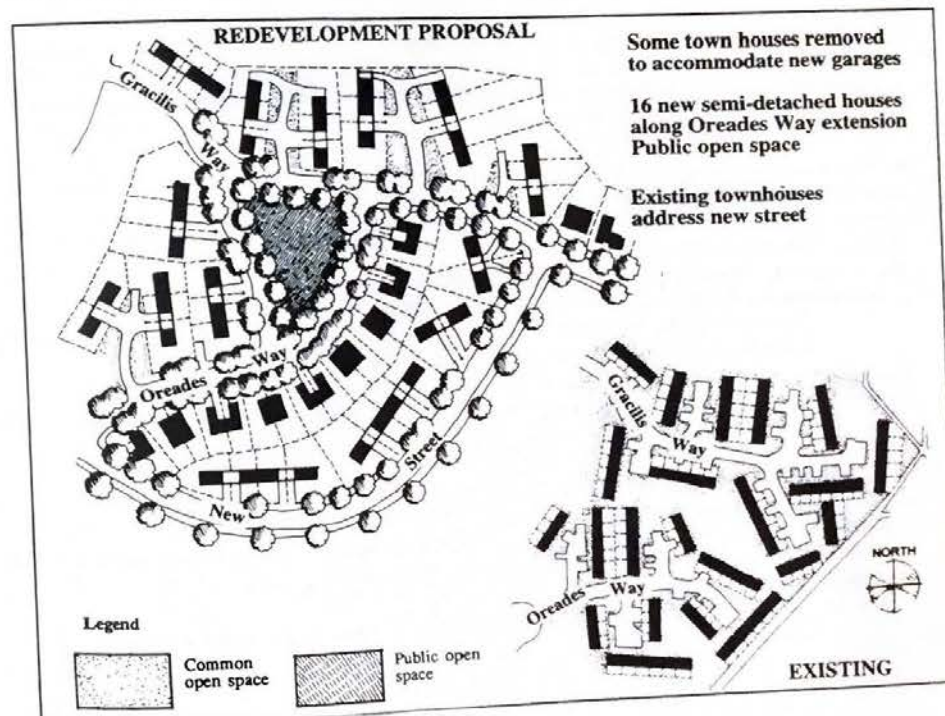 REDEVELOPMENT PROPOSAL
Some town houses removed
to accommodate new garages
16 new semi-detached houses
along Oreades Way extension
Public open space
Existing townhouses
address new street
Gracilis
Way
Oreades
Way
New
Street
Gracilis
Way
Oreades
Way
NORTH
EXISTING
Legend
Common
open space
Public open
space